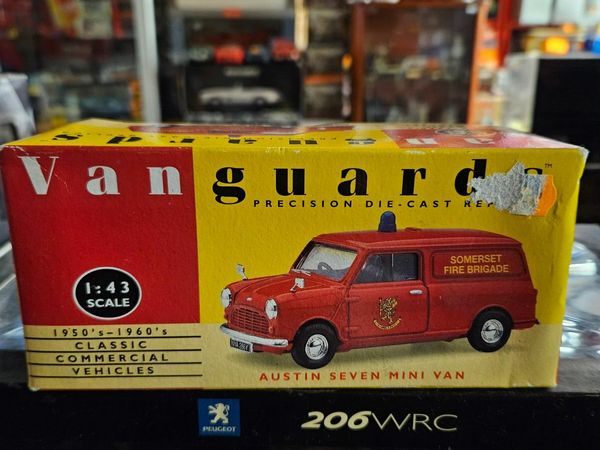 Vanguards
Vanguards™
PRECISION DIE-CAST
1:43
SCALE
SOMERSET
FIRE BRIGADE
1950's-1960's
CLASSIC
COMMERCIAL
VEHICLES
AUSTIN SEVEN MINI VAN
PEUGEOT
206WRC